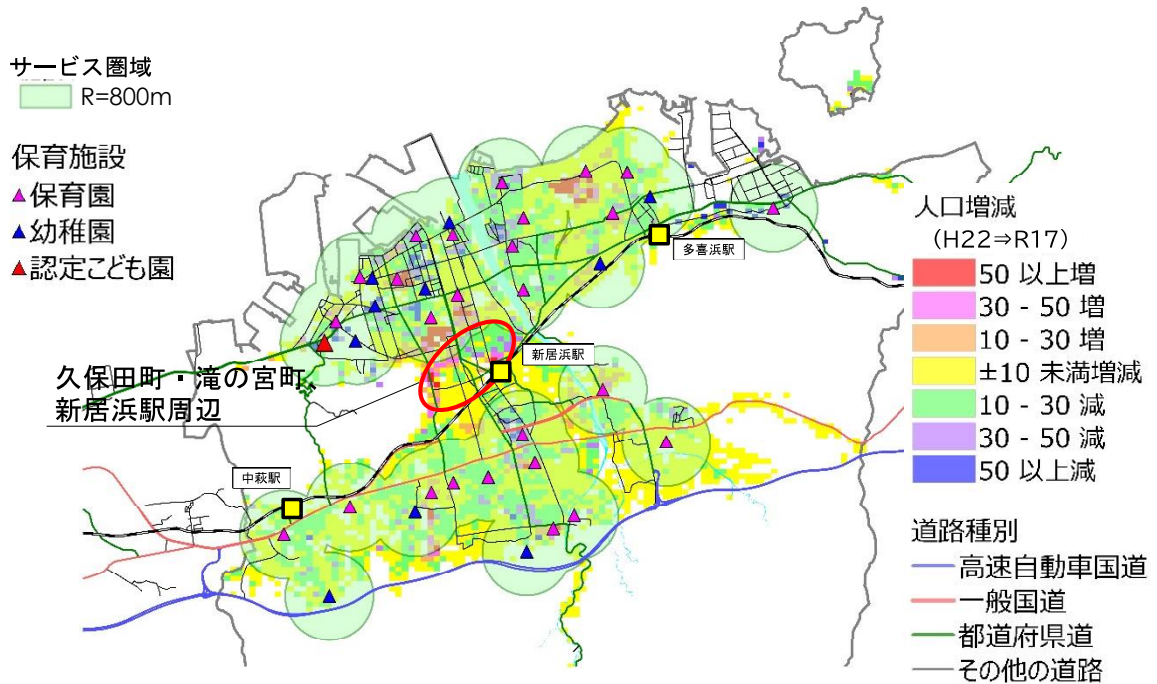 サービス圏域
R=800m
保育施設
保育園
幼稚園
認定こども園
久保田町・滝の宮町、
新居浜駅周辺
中萩駅
新居浜駅
多喜浜駅
人口増減
(H22⇒R17)
50 以上増
30 - 50 増
10 - 30 増
±10 未満増減
10 - 30 減
30 - 50 減
50 以上減
道路種別
高速自動車国道
一般国道
都道府県道
その他の道路